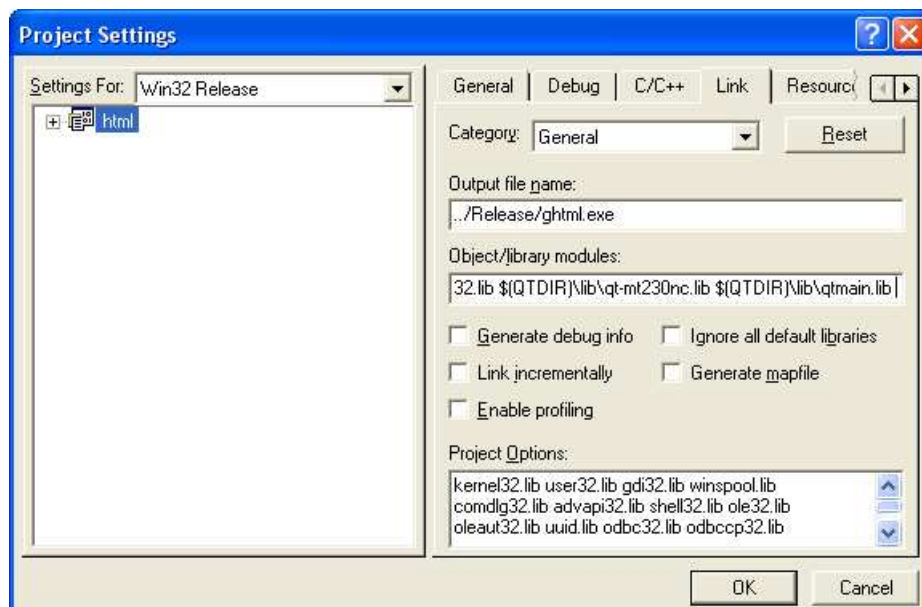 Project Settings
Settings For: Win32 Release
html
General Debug C/C++ Link Resourc
Category: General Reset
Output file name:
../Release/ghtml.exe
Object/library modules:
32.lib $(QTDIR)\lib\qt-mt230nc.lib $(QTDIR)\lib\qtmain.lib
Generate debug info Ignore all default libraries
Link incrementally Generate mapfile
Enable profiling
Project Options:
kernel32.lib user32.lib gdi32.lib winspool.lib
comdlg32.lib advapi32.lib shell32.lib ole32.lib
oleaut32.lib uuid.lib odbc32.lib odbccp32.lib
OK Cancel